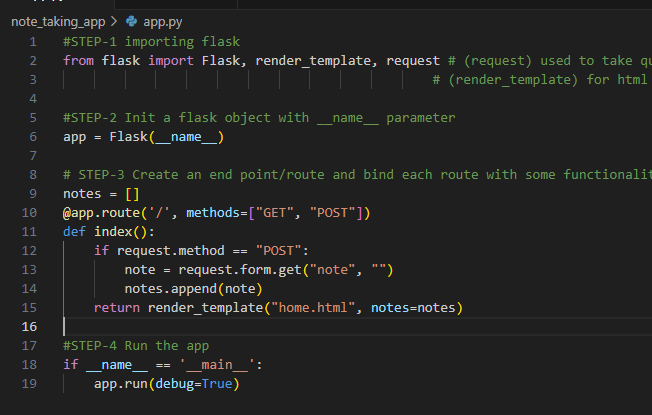 note_taking_app > app.py
1 #STEP-1 importing flask
2 from flask import Flask, render_template, request # (request) used to take
3 # (render_template) for html
4
5 #STEP-2 Init a flask object with __name__ parameter
6 app = Flask(__name__)
7
8 # STEP-3 Create an end point/route and bind each route with some
9 notes = []
10 @app.route('/', methods=["GET", "POST"])
11 def index():
12     if request.method == "POST":
13         note = request.form.get("note", "")
14         notes.append(note)
15     return render_template("home.html", notes=notes)
16
17 #STEP-4 Run the app
18 if __name__ == '__main__':
19     app.run(debug=True)